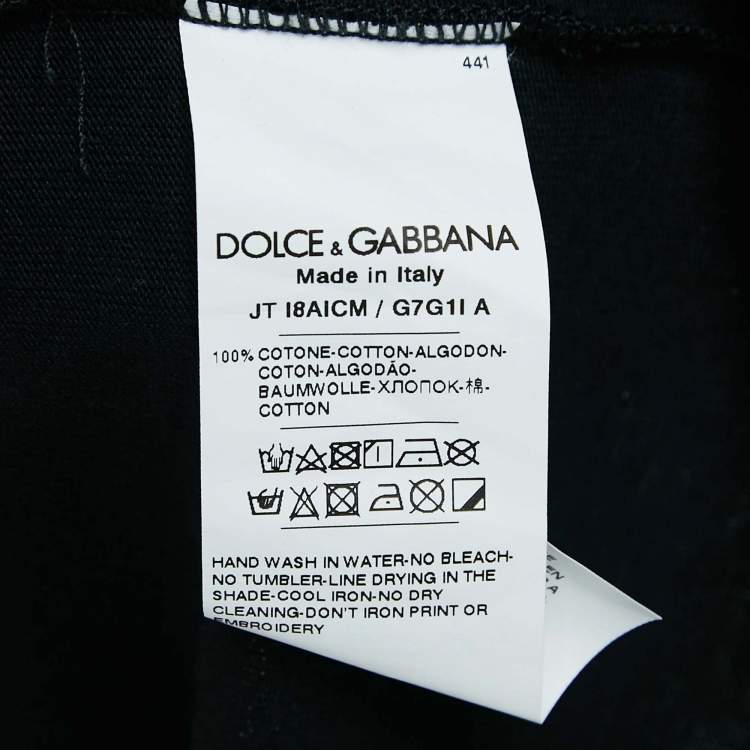 441
DOLCE & GABBANA
Made in Italy
JT I8AICM / G7G1I A
100% COTONE-COTTON-ALGODON-
COTON-ALGODÃO-
BAUMWOLLE-ХЛОПОК-棉-
COTTON
HAND WASH IN WATER-NO BLEACH-
NO TUMBLER-LINE DRYING IN THE
SHADE-COOL IRON-NO DRY
CLEANING-DON'T IRON PRINT OR
EMBROIDERY